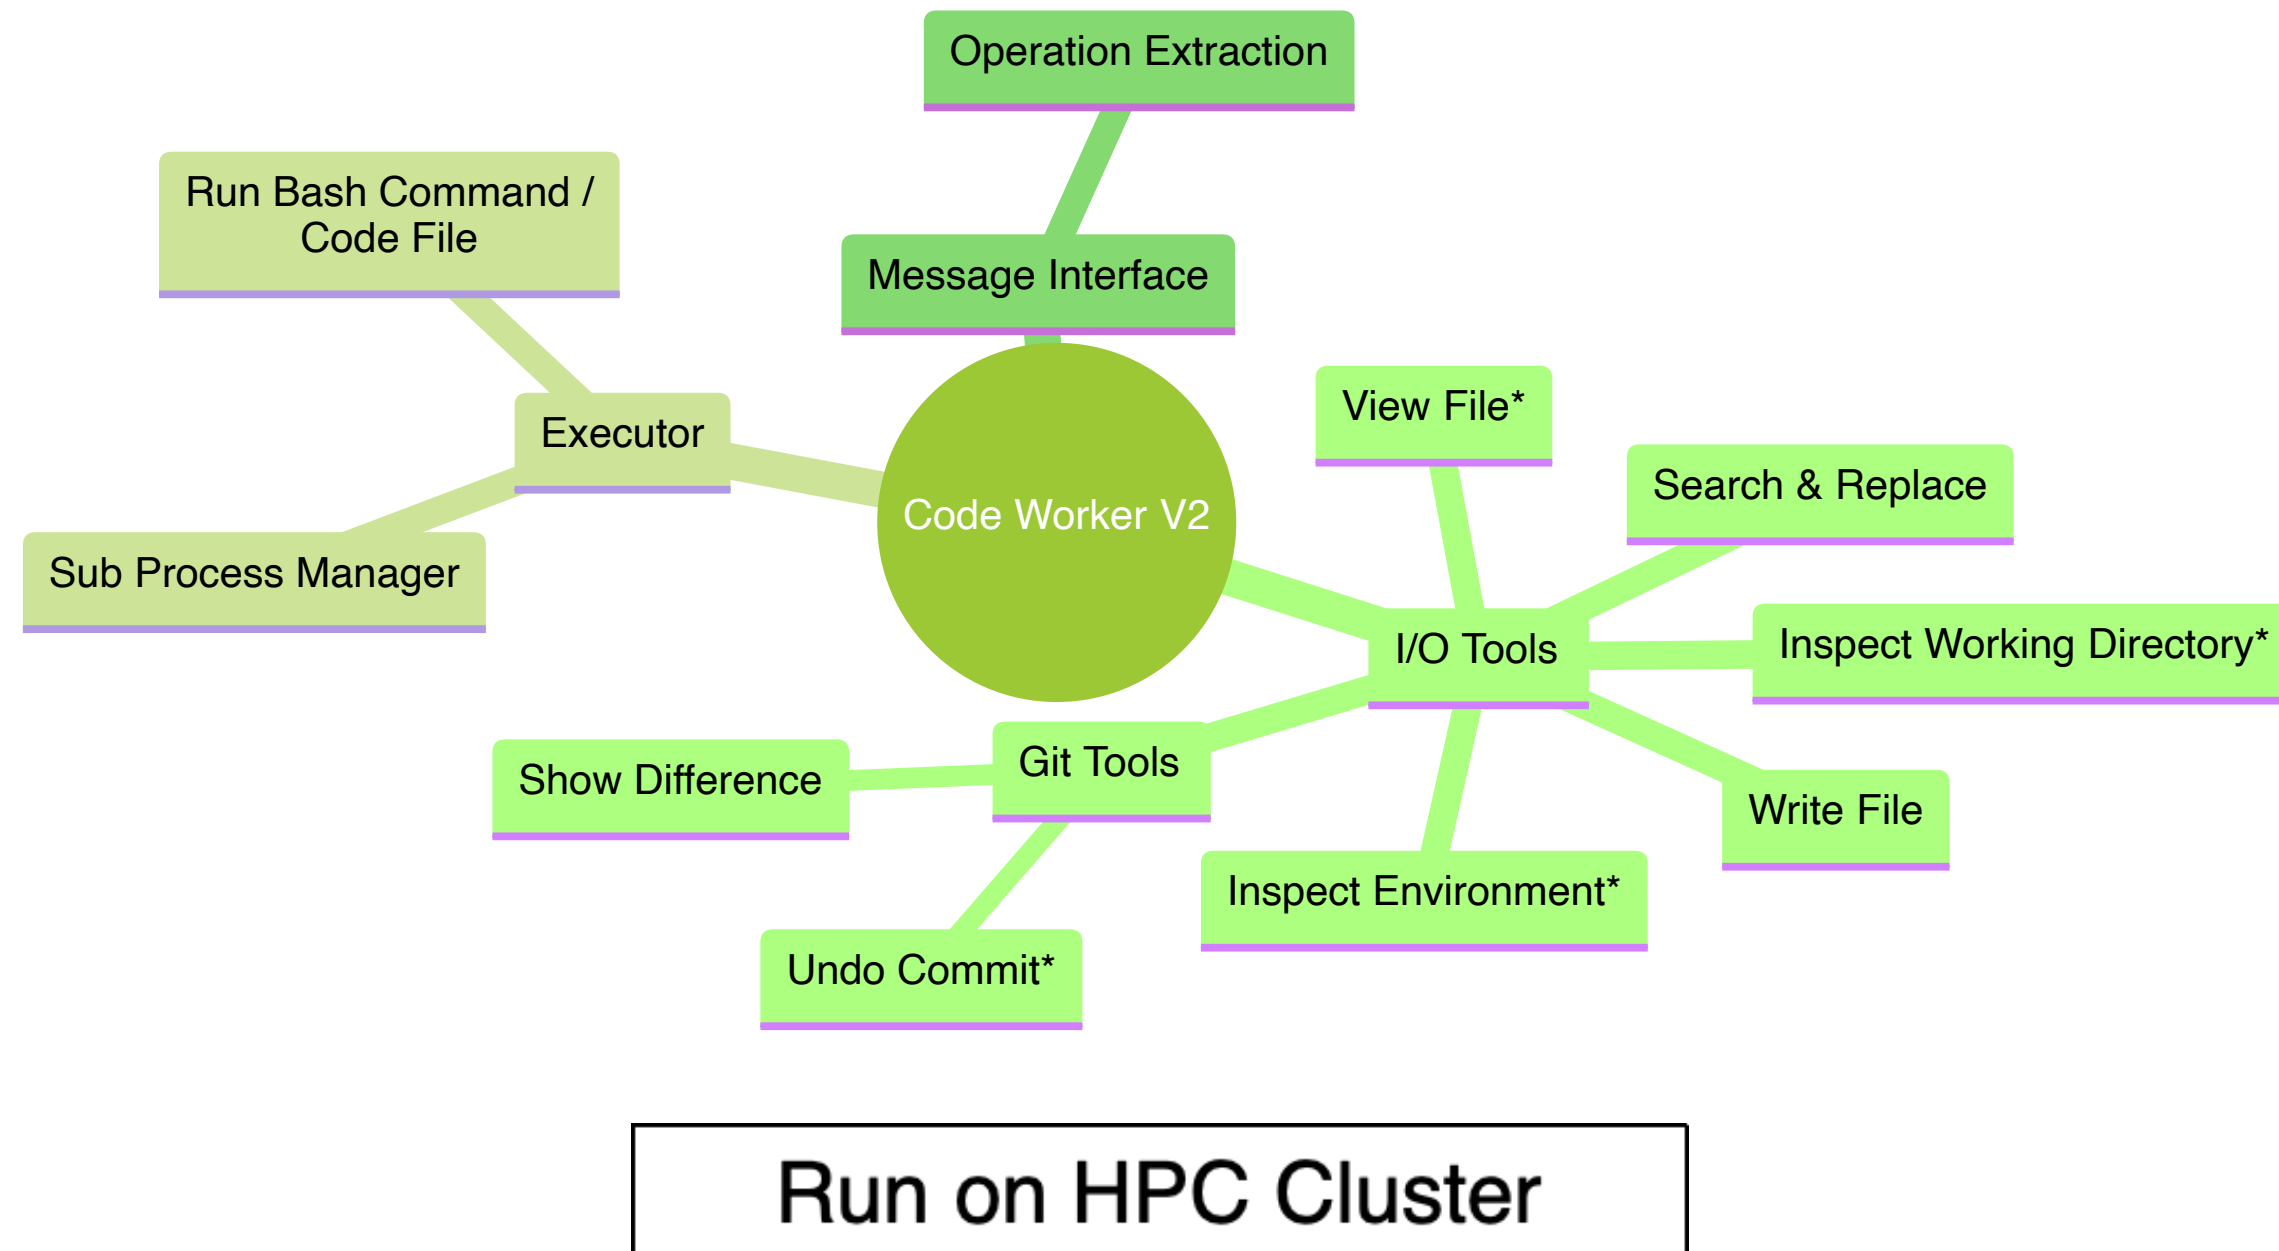 Operation Extraction
Run Bash Command /
Code File
Message Interface
View File*
Executor
Search & Replace
Code Worker V2
Sub Process Manager
I/O Tools
Inspect Working Directory*
Git Tools
Show Difference
Write File
Inspect Environment*
Undo Commit*
Run on HPC Cluster